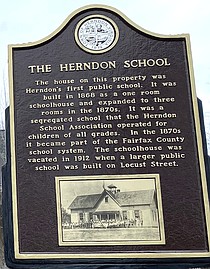 THE HERNDON SCHOOL
The house on this property was
Herndon's first public school. It was
built in 1868 as a one room
schoolhouse and expanded to three
rooms in the 1870s. It was a
segregated school that the Herndon
School Association operated for
children of all grades. In the 1870s
it became part of the Fairfax County
school system. The schoolhouse was
vacated in 1912 when a larger public
school was built on Locust Street.